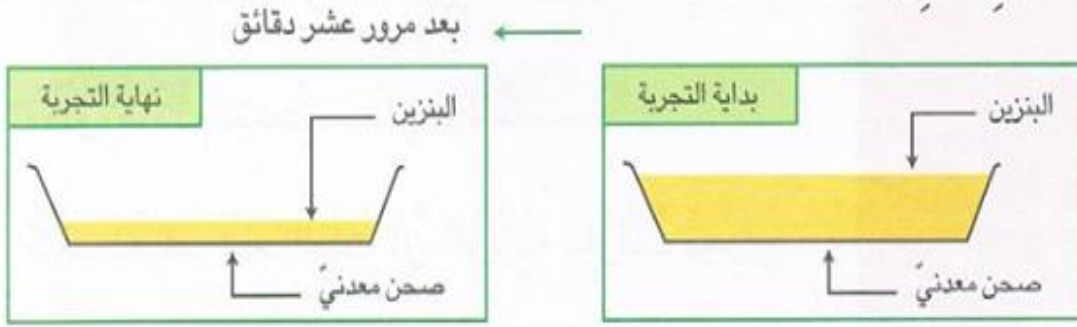 بعد مرور عشر دقائق
بداية التجربة
البنزين
صحن معدنيّ
نهاية التجربة
البنزين
صحن معدنيّ